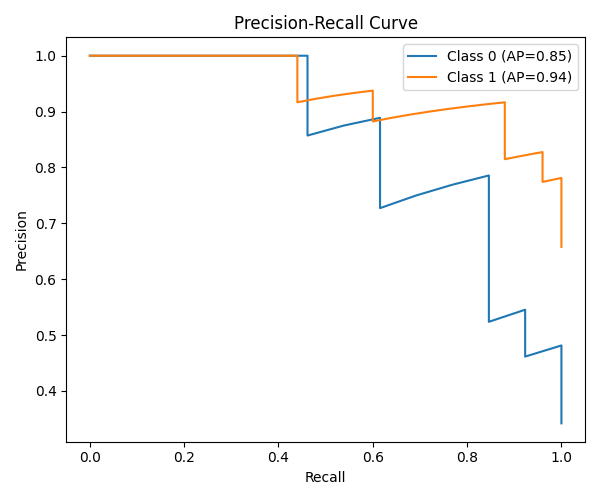 Precision-Recall Curve
Class 0 (AP=0.85)
Class 1 (AP=0.94)
1.0
0.9
0.8
0.7
0.6
0.5
0.4
Precision
0.0 0.2 0.4 0.6 0.8 1.0
Recall